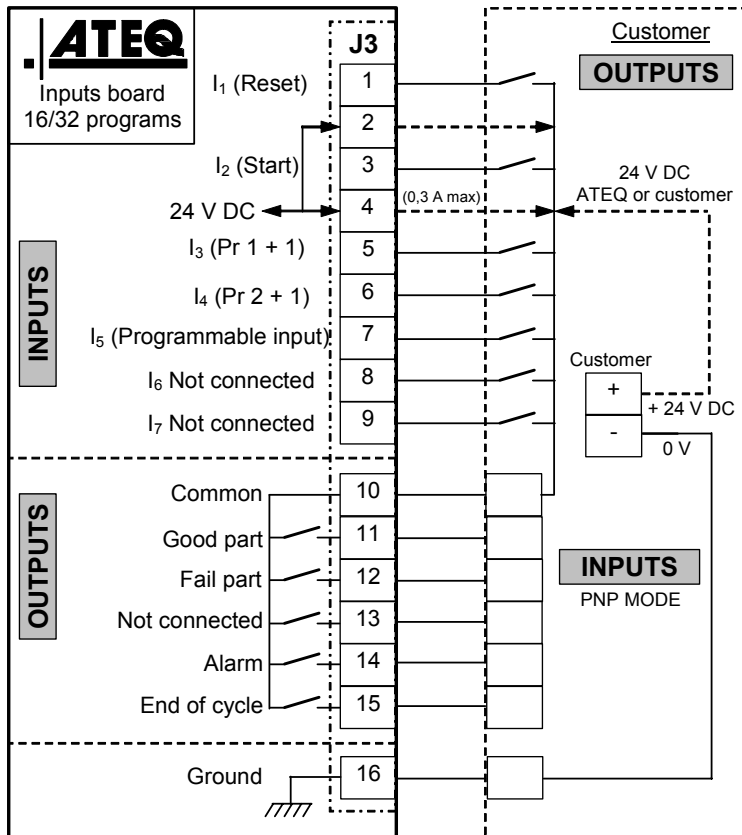 ATEQ
Inputs board
16/32 programs
J3
Customer
OUTPUTS
I₁ (Reset)
1
2
I₂ (Start)
3
24 V DC
ATEQ or customer
24 V DC
4
(0,3 A max)
I₃ (Pr 1 + 1)
5
I₄ (Pr 2 + 1)
6
I₅ (Programmable input)
7
INPUTS
I₆ Not connected
8
I₇ Not connected
9
Customer
+
+ 24 V DC
-
0 V
Common
10
Good part
11
Fail part
12
Not connected
13
Alarm
14
End of cycle
15
OUTPUTS
INPUTS
PNP MODE
Ground
16